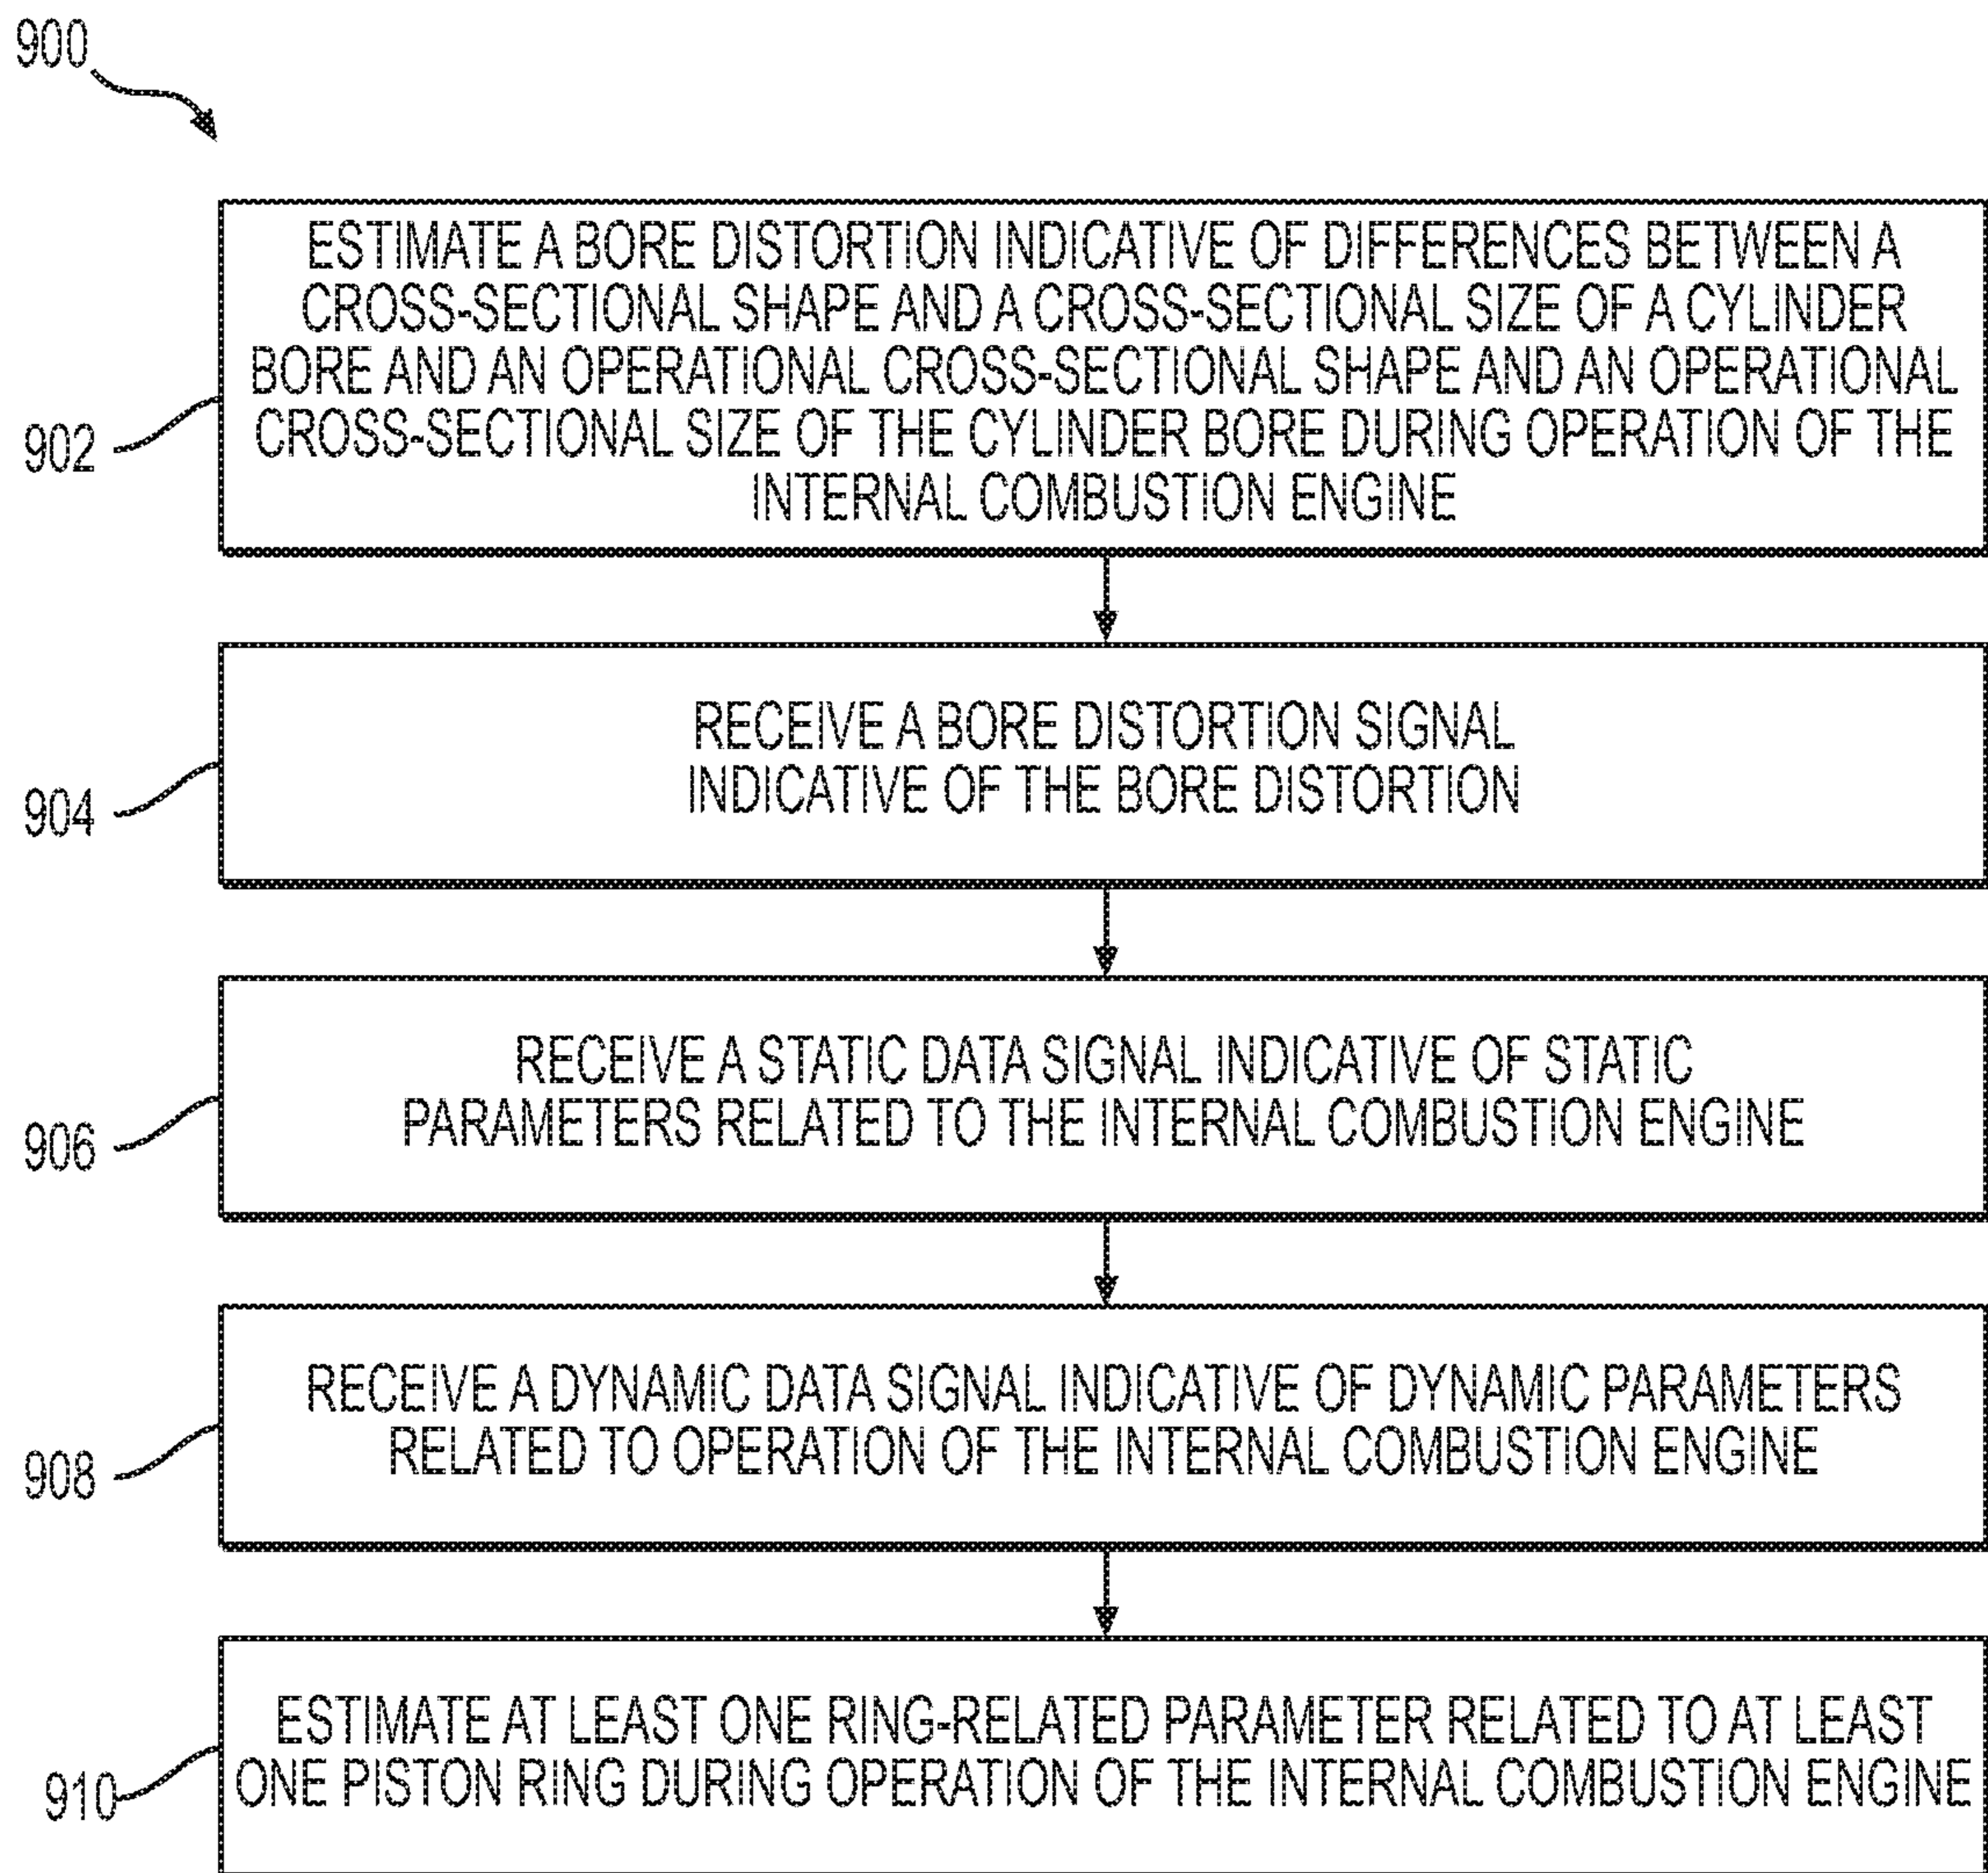 900
ESTIMATE A BORE DISTORTION INDICATIVE OF DIFFERENCES BETWEEN A
CROSS-SECTIONAL SHAPE AND A CROSS-SECTIONAL SIZE OF A CYLINDER
BORE AND AN OPERATIONAL CROSS-SECTIONAL SHAPE AND AN OPERATIONAL
CROSS-SECTIONAL SIZE OF THE CYLINDER BORE DURING OPERATION OF THE
INTERNAL COMBUSTION ENGINE
902
RECEIVE A BORE DISTORTION SIGNAL
INDICATIVE OF THE BORE DISTORTION
904
RECEIVE A STATIC DATA SIGNAL INDICATIVE OF STATIC
PARAMETERS RELATED TO THE INTERNAL COMBUSTION ENGINE
906
RECEIVE A DYNAMIC DATA SIGNAL INDICATIVE OF DYNAMIC PARAMETERS
RELATED TO OPERATION OF THE INTERNAL COMBUSTION ENGINE
908
ESTIMATE AT LEAST ONE RING-RELATED PARAMETER RELATED TO AT LEAST
ONE PISTON RING DURING OPERATION OF THE INTERNAL COMBUSTION ENGINE
910